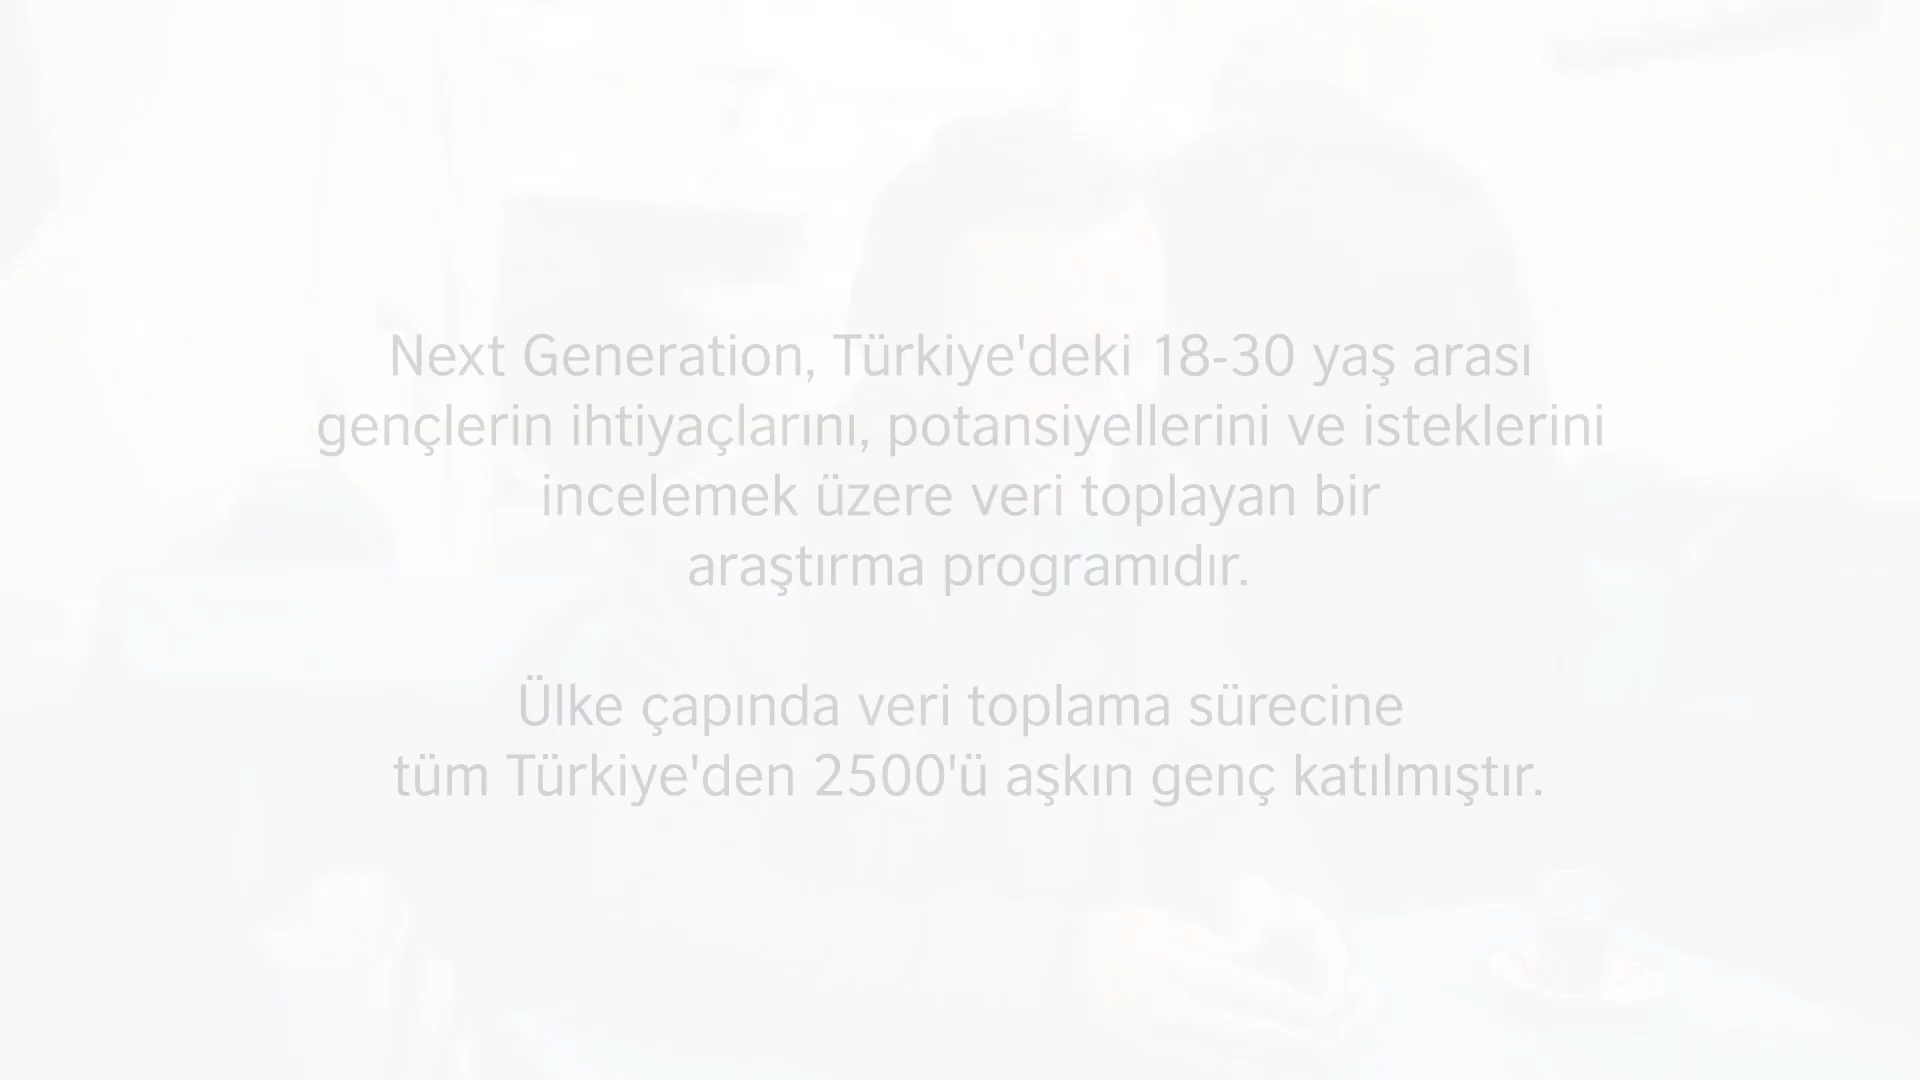 Next Generation, Türkiye'deki 18-30 yaş arası
gençlerin ihtiyaçlarını, potansiyellerini ve isteklerini
incelemek üzere veri toplayan bir
araştırma programıdır.
Ülke çapında veri toplama sürecine
tüm Türkiye'den 2500'ü aşkın genç katılmıştır.